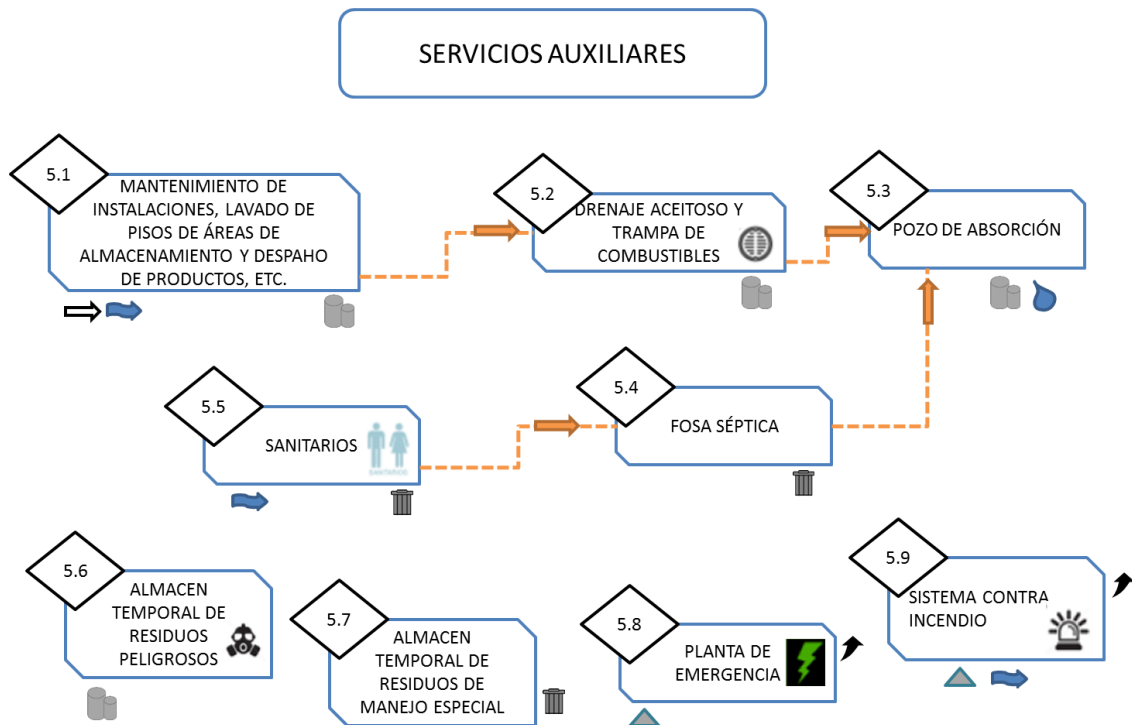 SERVICIOS AUXILIARES
5.1
MANTENIMIENTO DE
INSTALACIONES, LAVADO DE
PISOS DE ÁREAS DE
ALMACENAMIENTO Y DESPAHO
DE PRODUCTOS, ETC.
5.2
DRENAJE ACEITOSO Y
TRAMPA DE
COMBUSTIBLES
5.3
POZO DE ABSORCIÓN
5.5
SANITARIOS
SANITARIOS
5.4
FOSA SÉPTICA
5.6
ALMACEN
TEMPORAL DE
RESIDUOS
PELIGROSOS
5.7
ALMACEN
TEMPORAL DE
RESIDUOS DE
MANEJO ESPECIAL
5.8
PLANTA DE
EMERGENCIA
5.9
SISTEMA CONTRA
INCENDIO